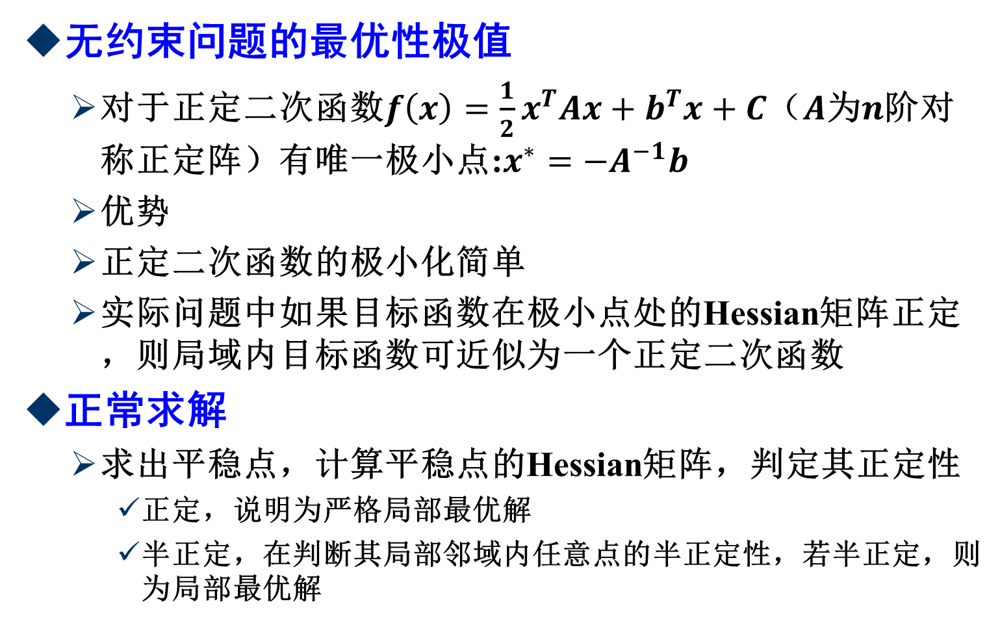 ◆无约束问题的最优性极值
➢对于正定二次函数f(x) = \frac{1}{2}x^T Ax + b^T x + C（A为n阶对
称正定阵）有唯一极小点:x^* = −A^{−1}b
➢优势
➢正定二次函数的极小化简单
➢实际问题中如果目标函数在极小点处的Hessian矩阵正定
，则局域内目标函数可近似为一个正定二次函数
◆正常求解
➢求出平稳点，计算平稳点的Hessian矩阵，判定其正定性
✓正定，说明为严格局部最优解
✓半正定，在判断其局部邻域内任意点的半正定性，若半正定，则
为局部最优解